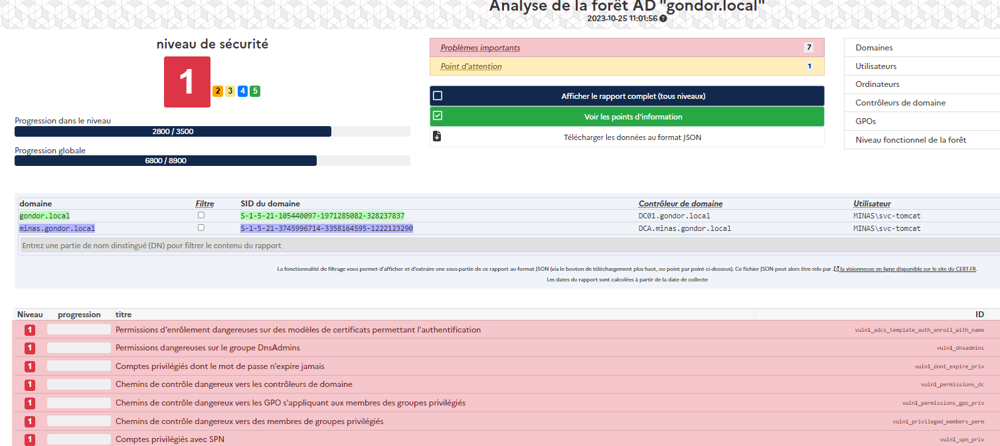 Analyse de la forêt AD "gondor.local"
2023-10-25 11:01:56 ?
niveau de sécurité
1 2 3 4 5
Progression dans le niveau
2800 / 3500
Progression globale
6800 / 8900
Problèmes importants 7
Point d'attention 1
Afficher le rapport complet (tous niveaux)
Voir les points d'information
Télécharger les données au format JSON
Domaines
Utilisateurs
Ordinateurs
Contrôleurs de domaine
GPOs
Niveau fonctionnel de la forêt
domaine Filtre SID du domaine Contrôleur de domaine Utilisateur
gondor.local S-1-5-21-105440097-1971285082-328237837 DC01.gondor.local MINAS\svc-tomcat
minas.gondor.local S-1-5-21-3745996714-3358164595-1222123290 DCA.minas.gondor.local MINAS\svc-tomcat
Entrez une partie de nom dinstingué (DN) pour filtrer le contenu du rapport
La fonctionnalité de filtrage vous permet d'afficher et d'extraire une sous-partie de ce rapport au format JSON (via le bouton de téléchargement plus haut, ou point par point ci-dessous). Ce fichier JSON peut alors être relu par . la visionneuse en ligne disponible sur le site du CERT-FR.
Les dates du rapport sont calculées à partir de la date de collecte
Niveau progression titre ID
1 Permissions d'enrôlement dangereuses sur des modèles de certificats permettant l'authentification vuln1_adcs_template_auth_enroll_with_name
1 Permissions dangereuses sur le groupe DnsAdmins vuln1_dnsadmins
1 Comptes privilégiés dont le mot de passe n'expire jamais vuln1_dont_expire_priv
1 Chemins de contrôle dangereux vers les contrôleurs de domaine vuln1_permissions_dc
1 Chemins de contrôle dangereux vers les GPO s'appliquant aux membres des groupes privilégiés vuln1_permissions_gpo_priv
1 Chemins de contrôle dangereux vers des membres de groupes privilégiés vuln1_privileged_members_perm
1 Comptes privilégiés avec SPN vuln1_spn_priv